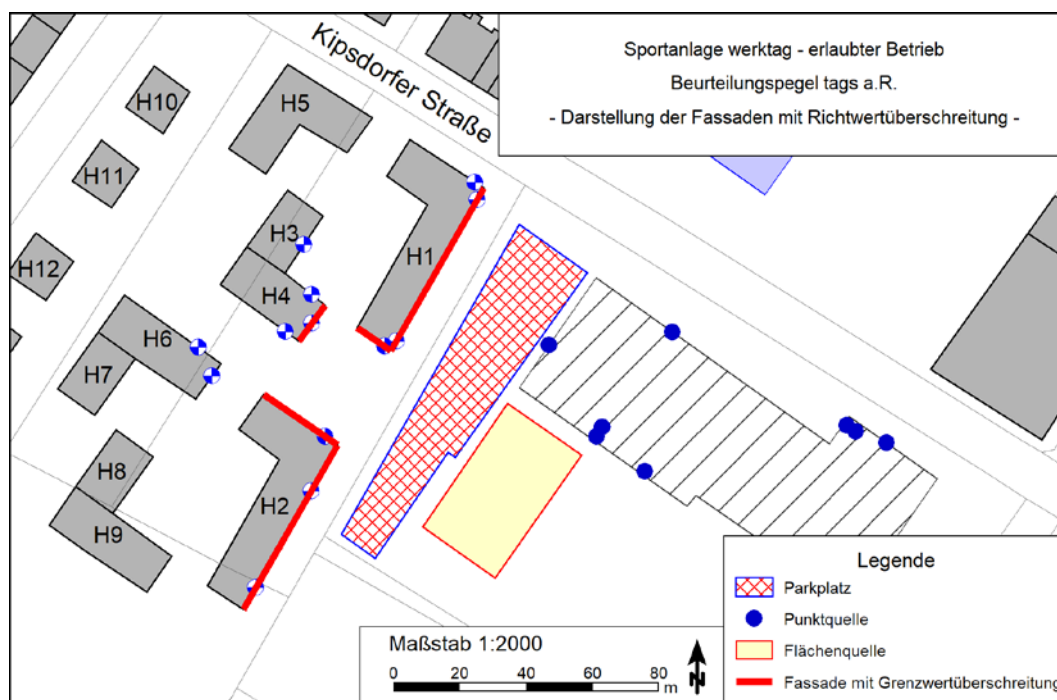 Sportanlage werktag - erlaubter Betrieb
Beurteilungspegel tags a.R.
- Darstellung der Fassaden mit Richtwertüberschreitung -
Kipsdorfer Straße
H10
H5
H11
H3
H1
H12
H4
H6
H7
H8
H2
H9
Legende
Parkplatz
Punktquelle
Flächenquelle
Fassade mit Grenzwertüberschreitung
Maßstab 1:2000
0 20 40 60 80
m
N